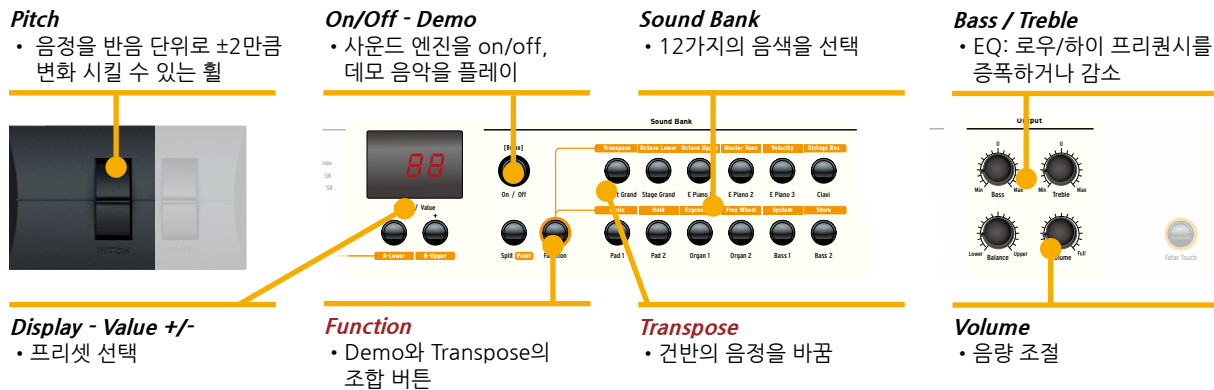 Pitch
• 음정을 반음 단위로 ±2만큼
변화 시킬 수 있는 휠
On/Off - Demo
• 사운드 엔진을 on/off,
데모 음악을 플레이
Sound Bank
• 12가지의 음색을 선택
Bass / Treble
• EQ: 로우/하이 프리퀀시를
증폭하거나 감소
Sound Bank
Output
[Demo]
Transpose Octave Lower Octave Upper Master Tune Velocity Strings Res
88
On / Off
Grand Stage Grand E Piano E Piano 2 E Piano 3 Clavi
/ Value
+
Hold Free Wheel System Store
A-Lower B-Upper
Split Point
Pad 1 Pad 2 Organ 1 Organ 2 Bass 1 Bass 2
0 0
Min Max Min Max
Bass Treble
Lower Upper Full
Balance
PITCH
Fatar Touch
Display - Value +/-
• 프리셋 선택
Function
• Demo와 Transpose의
조합 버튼
Transpose
• 건반의 음정을 바꿈
Volume
• 음량 조절